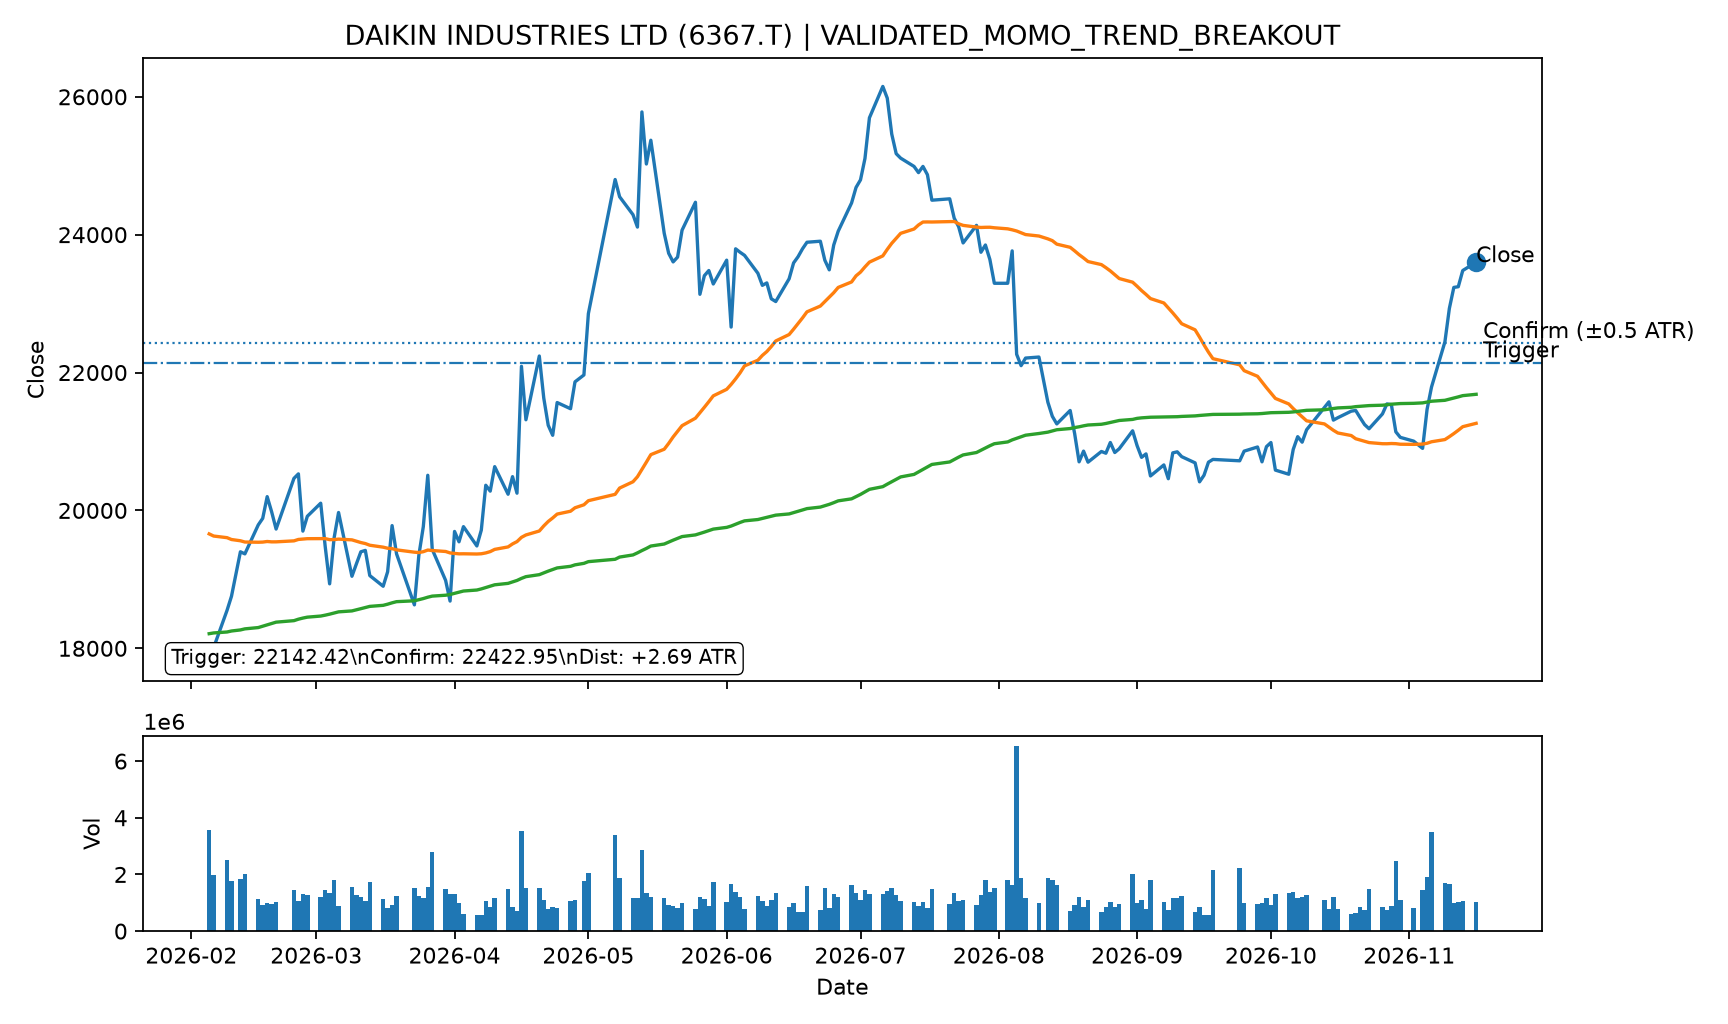 DAIKIN INDUSTRIES LTD (6367.T) | VALIDATED_MOMO_TREND_BREAKOUT
26000
24000
22000
20000
18000
Close
Close
Confirm (±0.5 ATR)
Trigger
Trigger: 22142.42\nConfirm: 22422.95\nDist: +2.69 ATR
1e6
6
4
2
0
Vol
2026-02 2026-03 2026-04 2026-05 2026-06 2026-07 2026-08 2026-09 2026-10 2026-11
Date